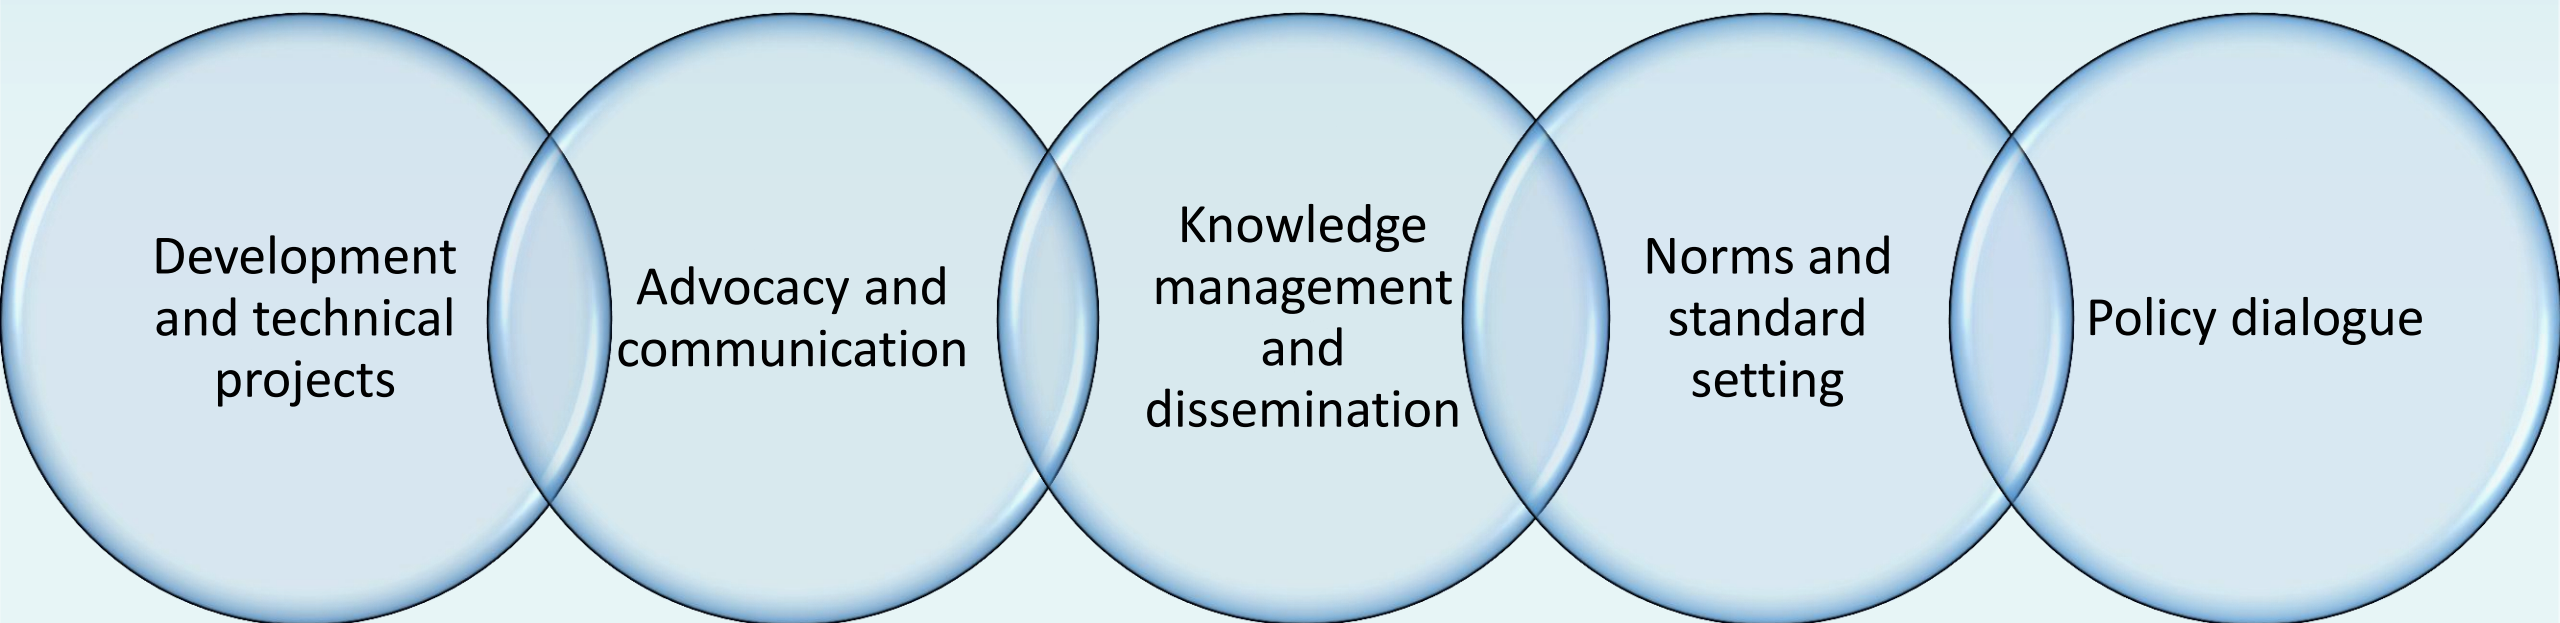 Development
and technical
projects
Advocacy and
communication
Knowledge
management
and
dissemination
Norms and
standard
setting
Policy dialogue